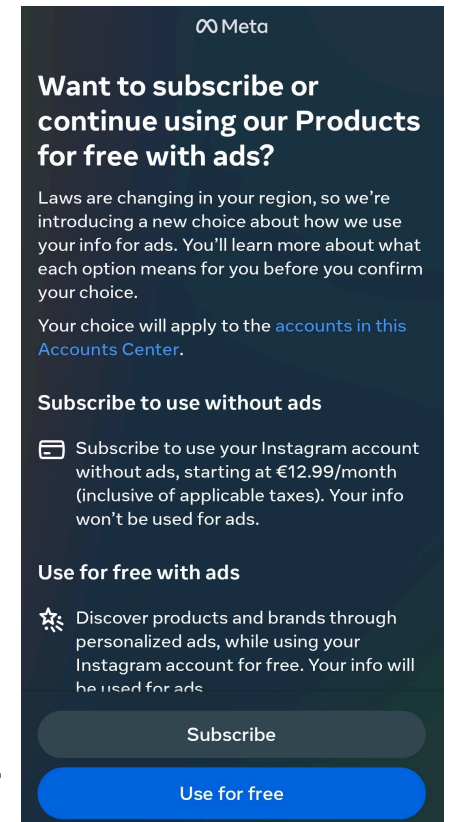 Meta
Want to subscribe or
continue using our Products
for free with ads?
Laws are changing in your region, so we're
introducing a new choice about how we use
your info for ads. You'll learn more about what
each option means for you before you confirm
your choice.
Your choice will apply to the accounts in this
Accounts Center.
Subscribe to use without ads
Subscribe to use your Instagram account
without ads, starting at €12.99/month
(inclusive of applicable taxes). Your info
won't be used for ads.
Use for free with ads
Discover products and brands through
personalized ads, while using your
Instagram account for free. Your info will
be used for ads
Subscribe
Use for free